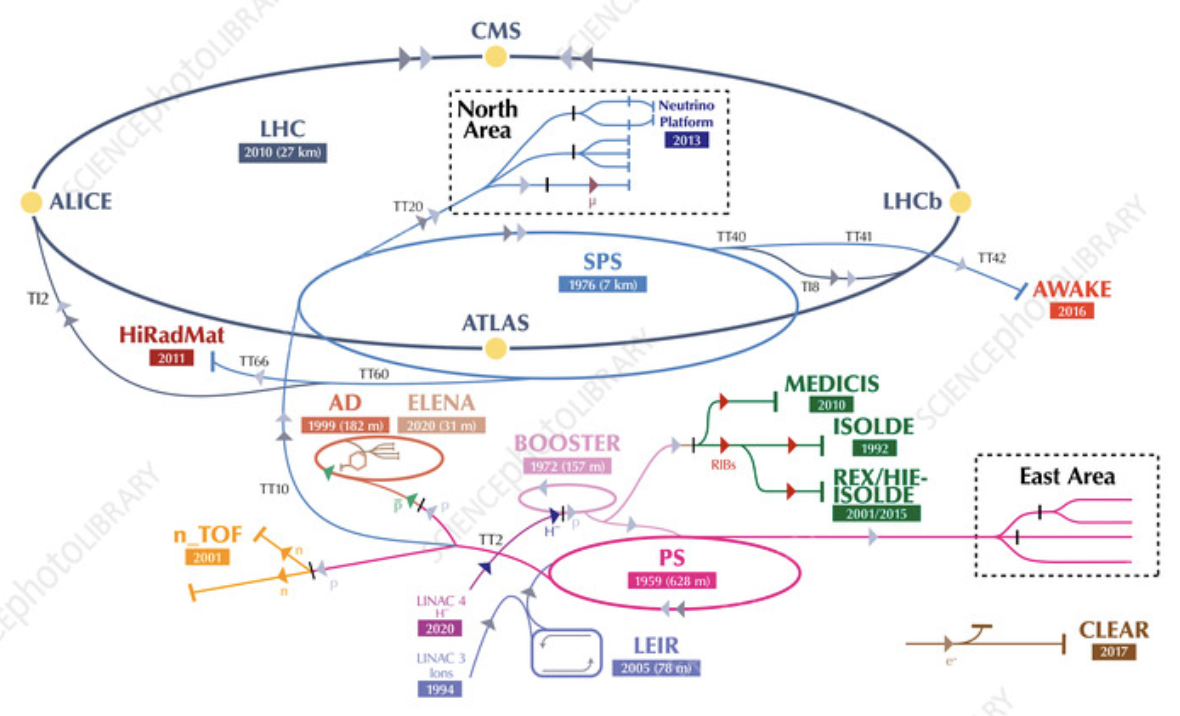 CMS
North
Area
Neutrino
Platform
2013
μ
LHC
2010 (27 km)
ALICE
LHCb
TT20
TT40
TT41
TT42
TI8
SPS
1976 (7 km)
AWAKE
2016
TI2
ATLAS
HiRadMat
2011
TT66
TT60
AD
1999 (182 m)
ELENA
2020 (31 m)
TT10
p̅
p
BOOSTER
1972 (157 m)
H⁻
p
MEDICIS
2010
ISOLDE
1992
RIBs
REX/HIE-
ISOLDE
2001/2015
East Area
n_TOF
2001
n
n
p
TT2
PS
1959 (628 m)
LINAC 4
H⁻
2020
LINAC 3
Ions
1994
LEIR
2005 (78 m)
CLEAR
2017
e⁻
SCIENCEphotoLIBRARY
SCIENCEphotoLIBRARY
SCIENCEphotoLIBRARY